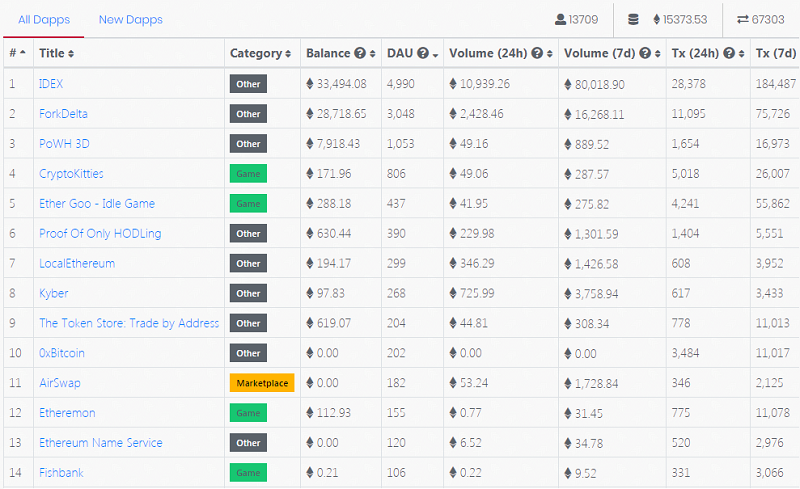 All Dapps New Dapps 13709 15373.53 67303
# Title Category Balance DAU Volume (24h) Volume (7d) Tx (24h) Tx (7d)
1 IDEX Other 33,494.08 4,990 10,939.26 80,018.90 28,378 184,487
2 ForkDelta Other 28,718.65 3,048 2,428.46 16,268.11 11,095 75,726
3 PoWH 3D Other 7,918.43 1,053 49.16 889.52 1,654 16,973
4 CryptoKitties Game 171.96 806 49.06 287.57 5,018 26,007
5 Ether Goo - Idle Game Game 288.18 437 41.95 275.82 4,241 55,862
6 Proof Of Only HODLing Other 630.44 390 229.98 1,301.59 1,404 5,551
7 LocalEthereum Other 194.17 299 346.29 1,426.58 608 3,952
8 Kyber Other 97.83 268 725.99 3,758.94 617 3,433
9 The Token Store: Trade by Address Other 619.07 204 44.81 308.34 778 11,013
10 0xBitcoin Other 0.00 202 0.00 0.00 3,484 11,017
11 AirSwap Marketplace 0.00 182 53.24 1,728.84 346 2,125
12 Etheremon Game 112.93 155 0.77 31.45 775 11,078
13 Ethereum Name Service Other 0.00 120 6.52 34.78 520 2,976
14 Fishbank Game 0.21 106 0.22 9.52 331 3,066